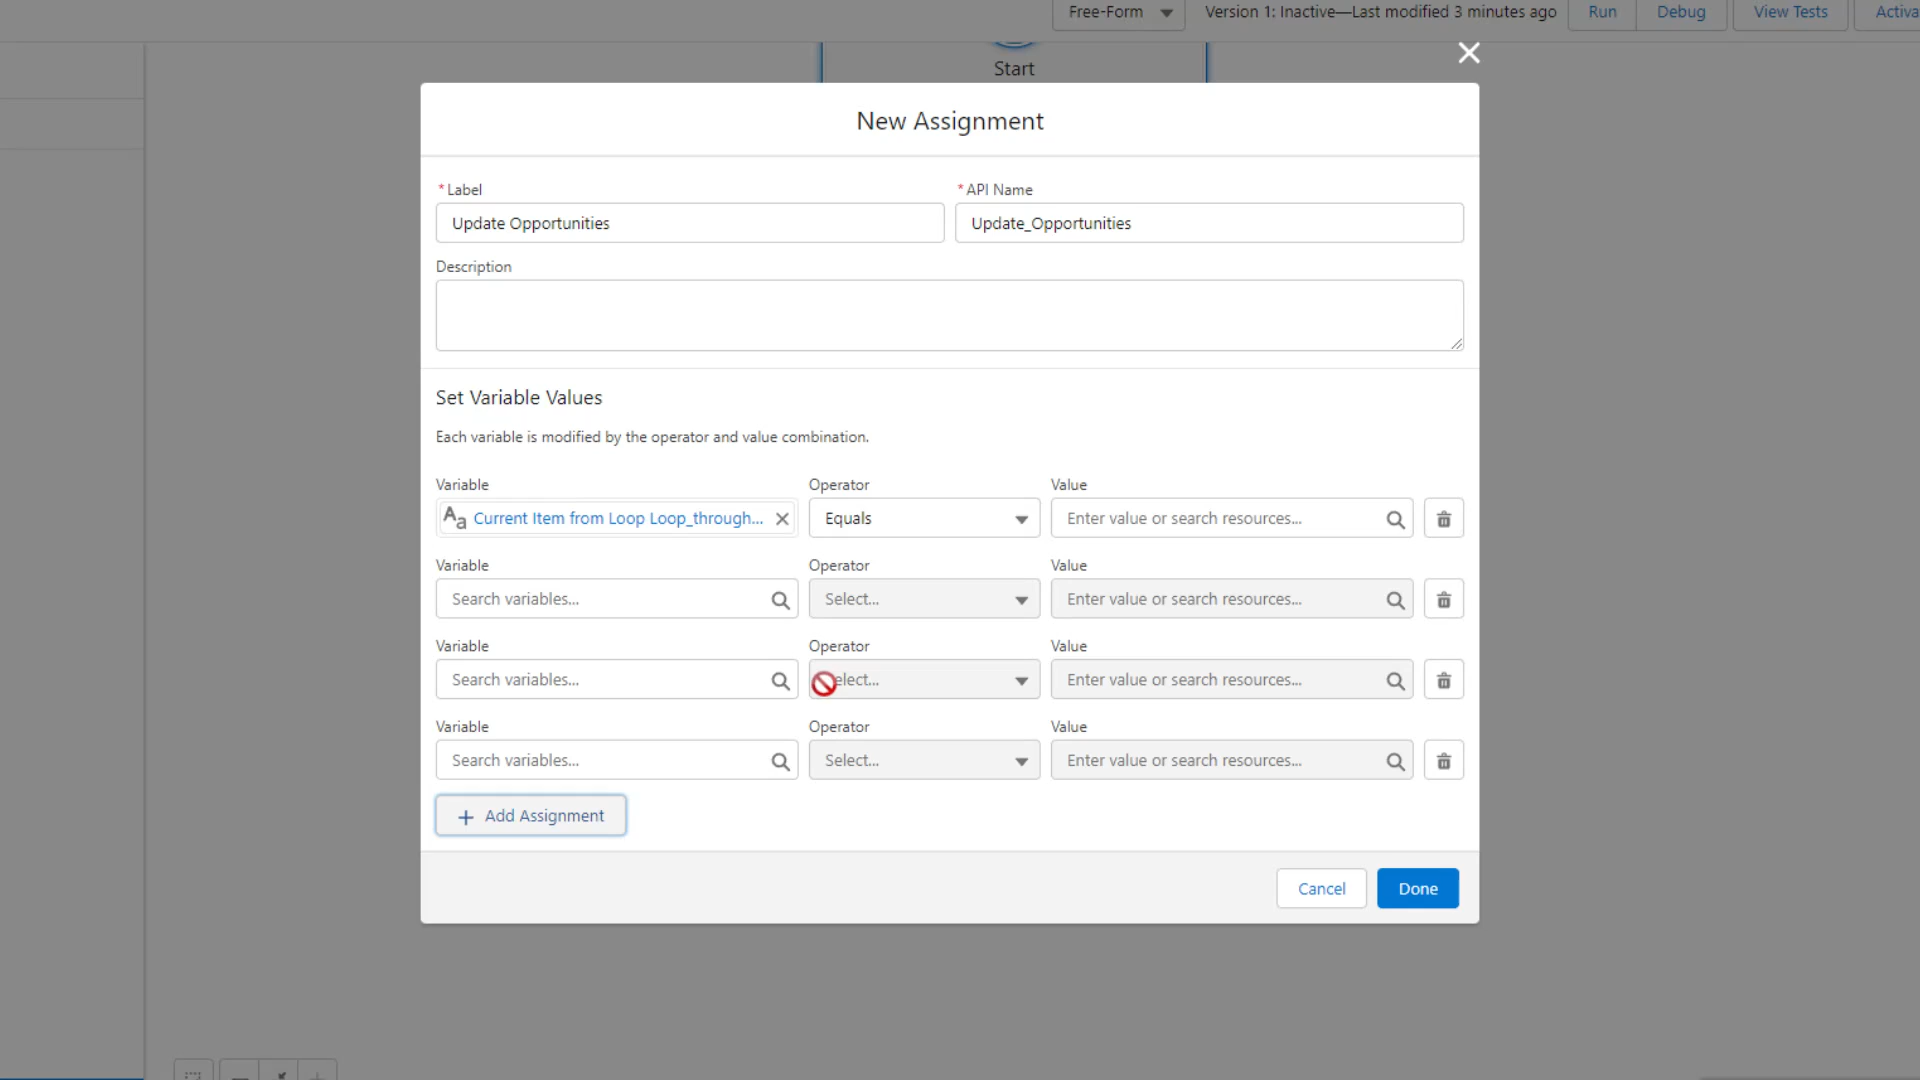 Free-Form Version 1: Inactive—Last modified 3 minutes ago Run Debug View Tests Activa
Start
New Assignment
*Label *API Name
Update Opportunities Update_Opportunities
Description
Set Variable Values
Each variable is modified by the operator and value combination.
Variable Operator Value
Aa Current Item from Loop Loop_through... Equals Enter value or search resources...
Variable Operator Value
Search variables... Select... Enter value or search resources...
Variable Operator Value
Search variables... elect... Enter value or search resources...
Variable Operator Value
Search variables... Select... Enter value or search resources...
+ Add Assignment
Cancel Done